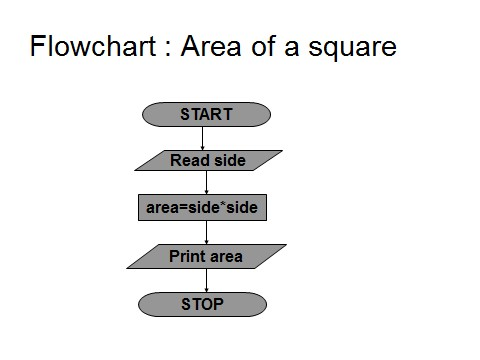 Flowchart : Area of a square
START
Read side
area=side*side
Print area
STOP